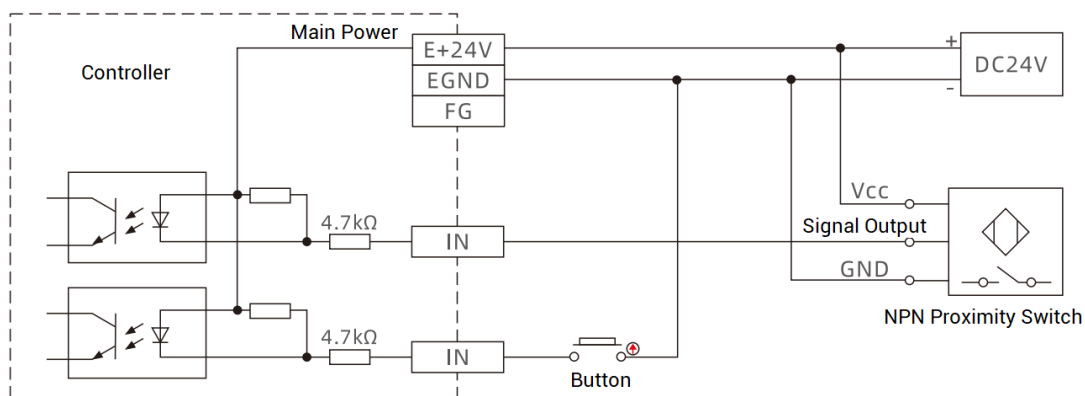 Main Power
E+24V
+
Controller
EGND
DC24V
-
FG
Vcc
4.7kΩ
IN
Signal Output
GND
NPN Proximity Switch
4.7kΩ
IN
Button